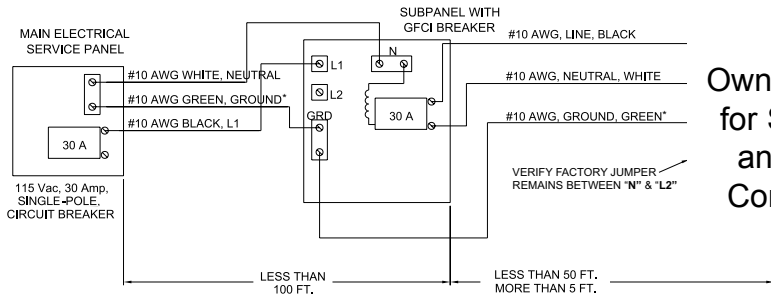 SUBPANEL WITH
GFCI BREAKER
MAIN ELECTRICAL
SERVICE PANEL
#10 AWG, LINE, BLACK
N
L1
#10 AWG WHITE, NEUTRAL
#10 AWG, NEUTRAL, WHITE
L2
#10 AWG GREEN, GROUND*
GRD
#10 AWG BLACK, L1
30 A
#10 AWG, GROUND, GREEN*
30 A
VERIFY FACTORY JUMPER
REMAINS BETWEEN "N" & "L2"
115 Vac, 30 Amp,
SINGLE-POLE,
CIRCUIT BREAKER
LESS THAN
100 FT.
LESS THAN 50 FT.
MORE THAN 5 FT.
Own
for S
an
Co